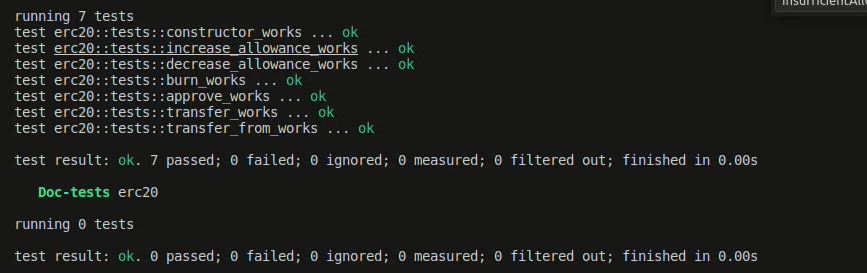 InsufficientAll
running 7 tests
test erc20::tests::constructor_works ... ok
test erc20::tests::increase_allowance_works ... ok
test erc20::tests::decrease_allowance_works ... ok
test erc20::tests::burn_works ... ok
test erc20::tests::approve_works ... ok
test erc20::tests::transfer_works ... ok
test erc20::tests::transfer_from_works ... ok
test result: ok. 7 passed; 0 failed; 0 ignored; 0 measured; 0 filtered out; finished in 0.00s
Doc-tests erc20
running 0 tests
test result: ok. 0 passed; 0 failed; 0 ignored; 0 measured; 0 filtered out; finished in 0.00s